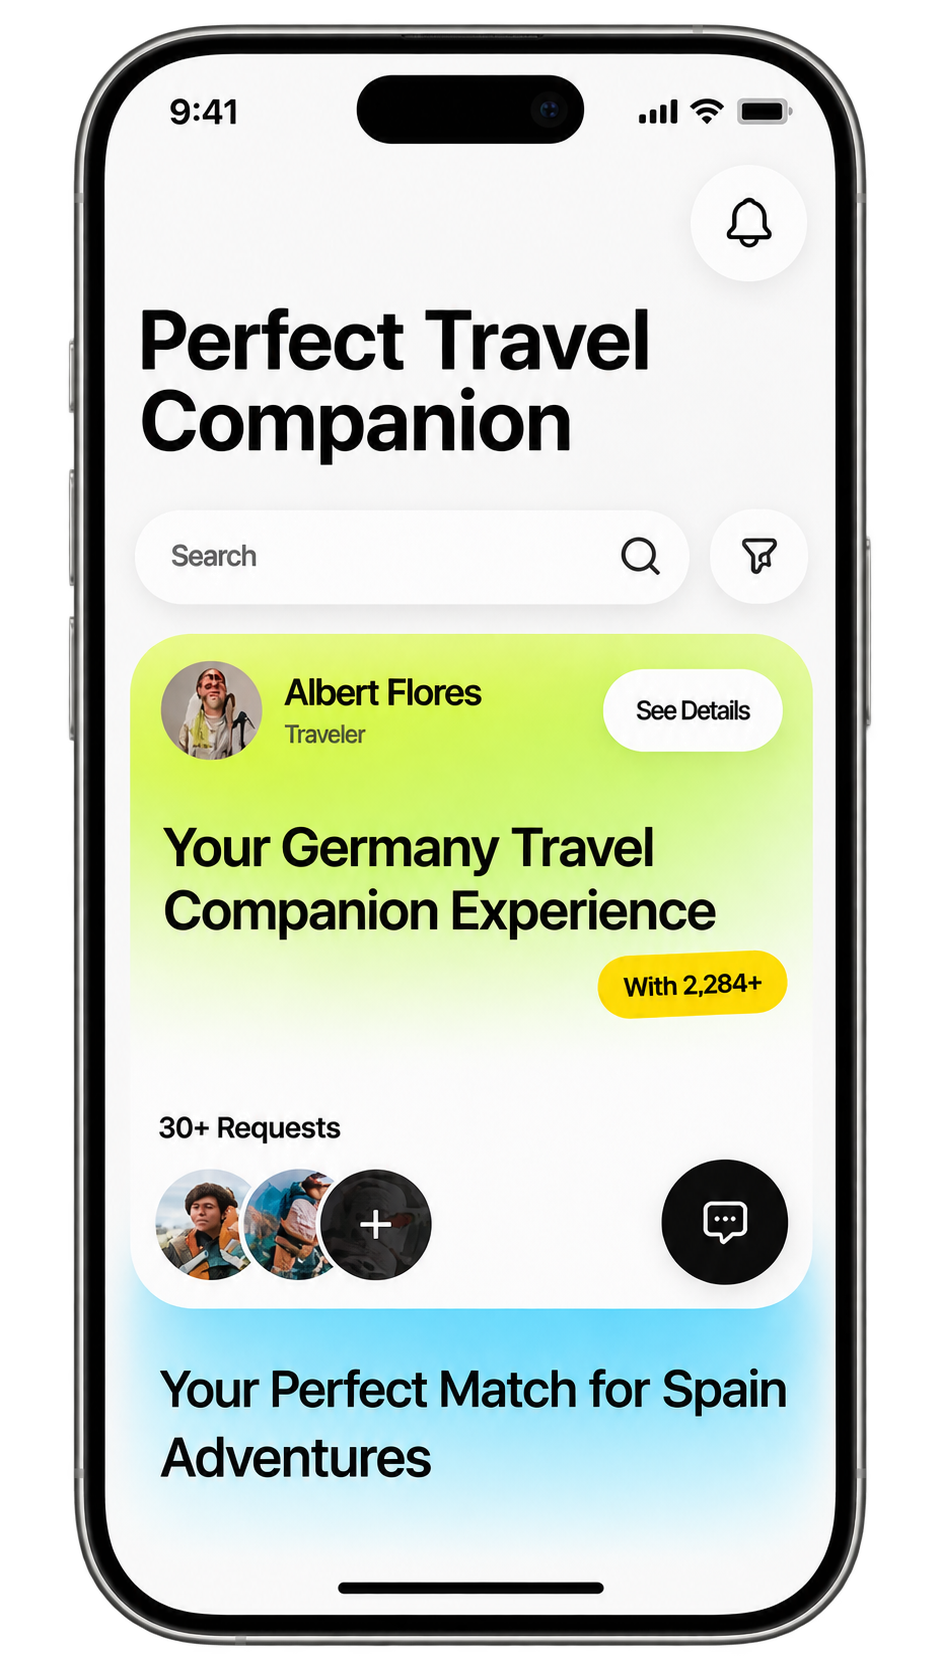 9:41
Perfect Travel
Companion
Search
Albert Flores
Traveler
See Details
Your Germany Travel
Companion Experience
With 2,284+
30+ Requests
Your Perfect Match for Spain
Adventures